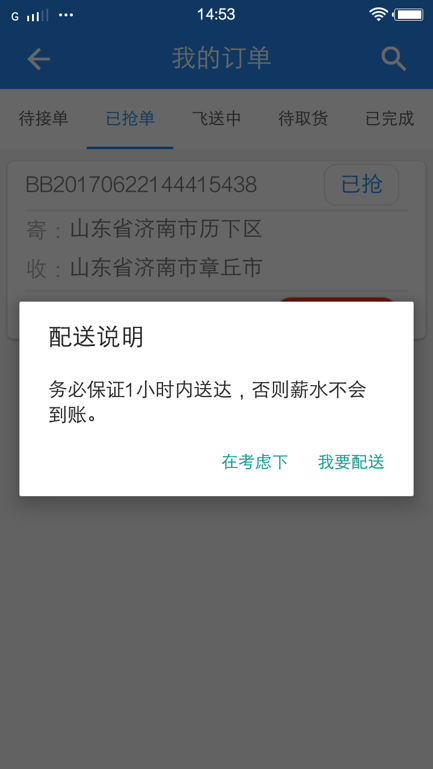 G 14:53
我的订单
待接单 已抢单 飞送中 待取货 已完成
BB20170622144415438 已抢
寄：山东省济南市历下区
收：山东省济南市章丘市
配送说明
务必保证1小时内送达，否则薪水不会
到账。
在考虑下 我要配送